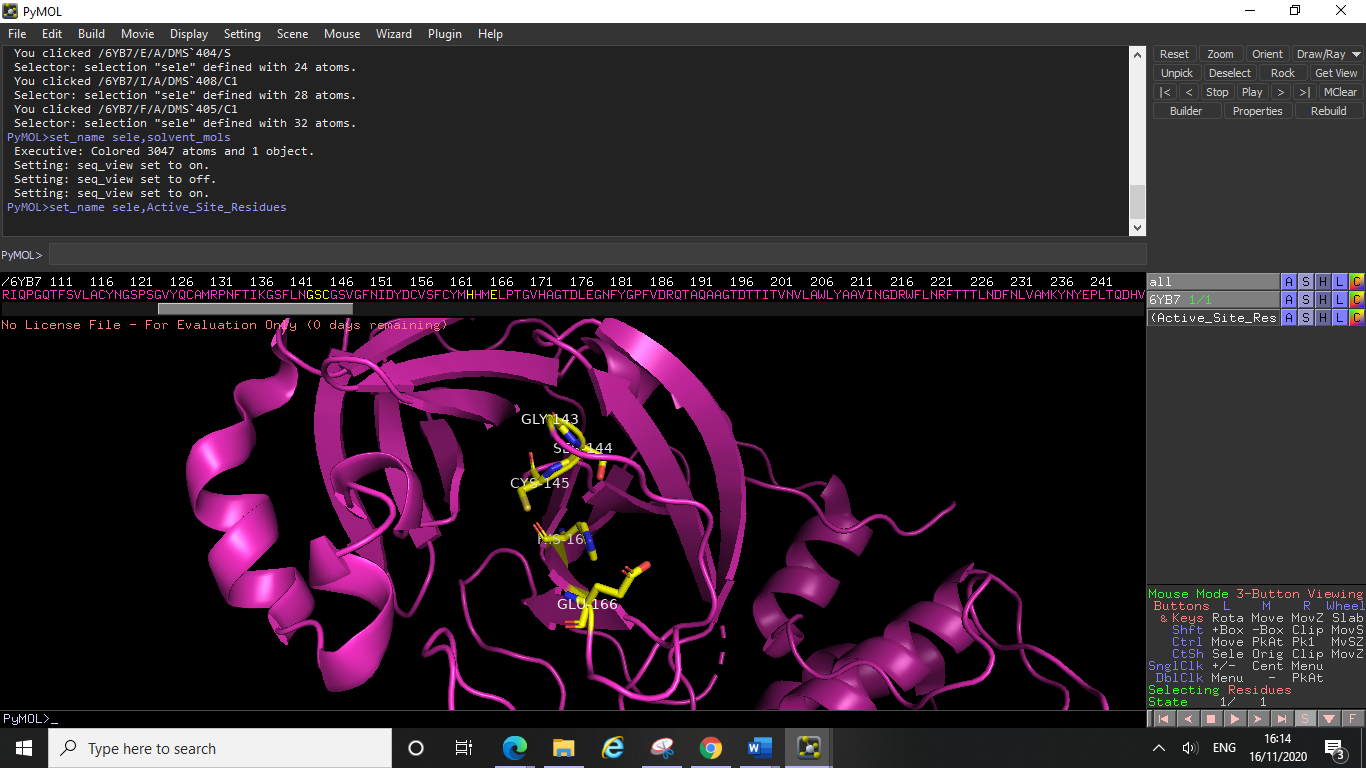 PyMOL
File Edit Build Movie Display Setting Scene Mouse Wizard Plugin Help
You clicked /6YB7/E/A/DMS`404/S
Selector: selection "sele" defined with 24 atoms.
You clicked /6YB7/I/A/DMS`408/C1
Selector: selection "sele" defined with 28 atoms.
You clicked /6YB7/F/A/DMS`405/C1
Selector: selection "sele" defined with 32 atoms.
PyMOL>set_name sele,solvent_mols
Executive: Colored 3047 atoms and 1 object.
Setting: seq_view set to on.
Setting: seq_view set to off.
Setting: seq_view set to on.
PyMOL>set_name sele,Active_Site_Residues
PyMOL>
Reset Zoom Orient Draw/Ray
Unpick Deselect Rock Get View
|< < Stop Play > >| MClear
Builder Properties Rebuild
/6YB7 111 116 121 126 131 136 141 146 151 156 161 166 171 176 181 186 191 196 201 206 211 216 221 226 231 236 241
RIQPGQTFSVLACYNGSPSGVYQCAMRPNFTIKGSFLNGSCGSVGFNIDYDCVSFCYMHHMELPTGVHAGTDLEGNFYGPFVDRQTAQAAGTDTTITVNVLAWLYAAVINGDRWFLNRFTTTLNDFNLVAMKYNYEPLTQDHV
No License File - For Evaluation Only (0 days remaining)
all A S H L C
6YB7 1/1 A S H L C
(Active_Site_Res A S H L C
GLY-143
144
CYS-145
GLU-166
Mouse Mode 3-Button Viewing
Buttons L M R Wheel
& Keys Rota Move MovZ Slab
Shft +Box -Box Clip MovS
Ctrl Move PkAt Pk1 MvSZ
CtSh Sele Orig Clip MovZ
SnglClk +/- Cent Menu
DblClk Menu - PkAt
Selecting Residues
State 1/ 1
S F
PyMOL>_
Type here to search
ENG
16:14
16/11/2020
3